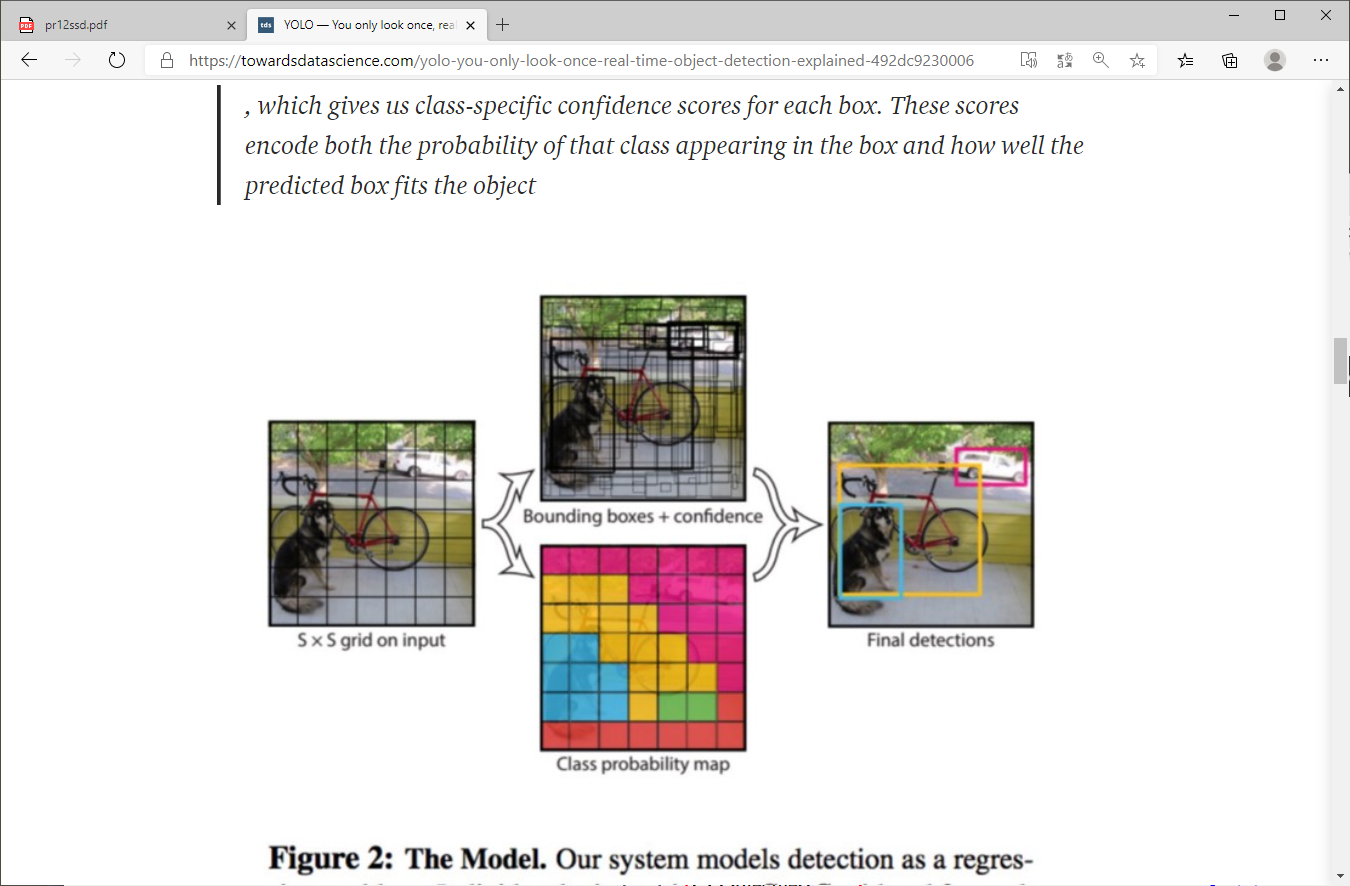 pr12ssd.pdf
YOLO — You only look once, rea
https://towardsdatascience.com/yolo-you-only-look-once-real-time-object-detection-explained-492dc9230006
, which gives us class-specific confidence scores for each box. These scores
encode both the probability of that class appearing in the box and how well the
predicted box fits the object
S × S grid on input
Bounding boxes + confidence
Class probability map
Final detections
Figure 2: The Model. Our system models detection as a regres-